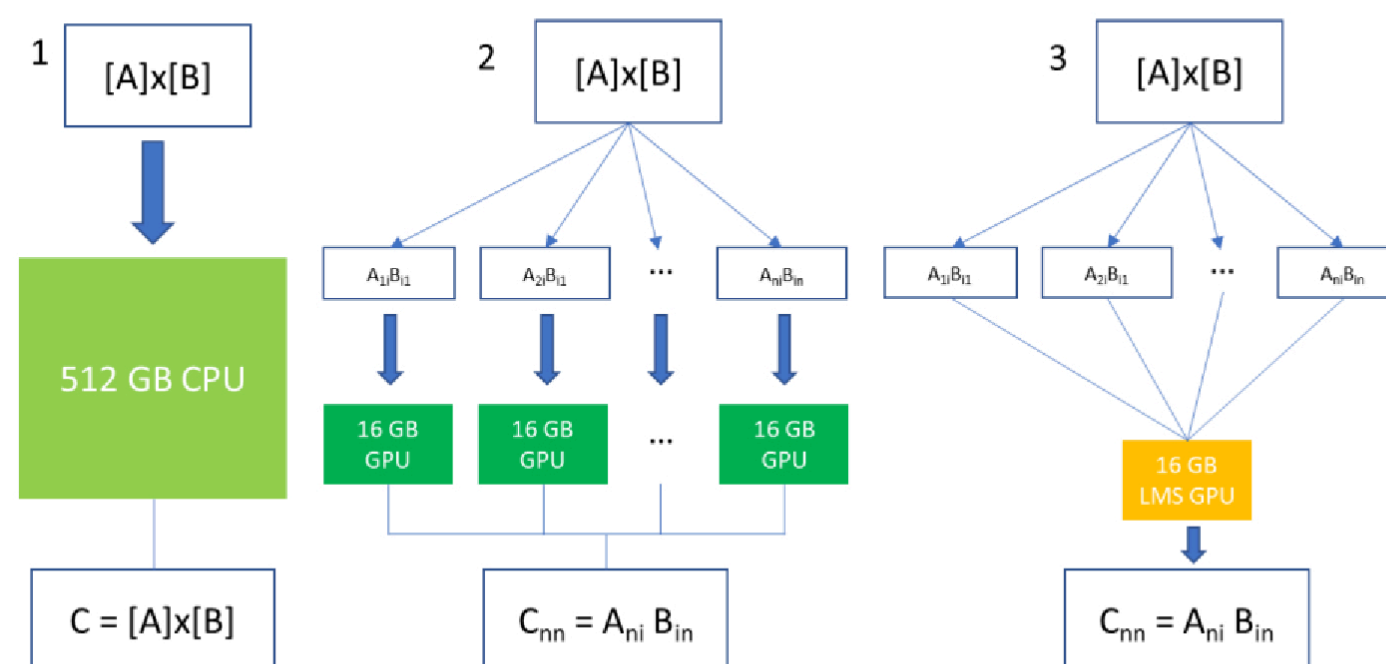 1
[A]x[B]
512 GB CPU
C = [A]x[B]
2
[A]x[B]
A₁ᵢBᵢ₁
A₂ᵢBᵢ₁
...
AₙᵢBᵢₙ
16 GB
GPU
16 GB
GPU
...
16 GB
GPU
Cₙₙ = Aₙᵢ Bᵢₙ
3
[A]x[B]
A₁ᵢBᵢ₁
A₂ᵢBᵢ₁
...
AₙᵢBᵢₙ
16 GB
LMS GPU
Cₙₙ = Aₙᵢ Bᵢₙ